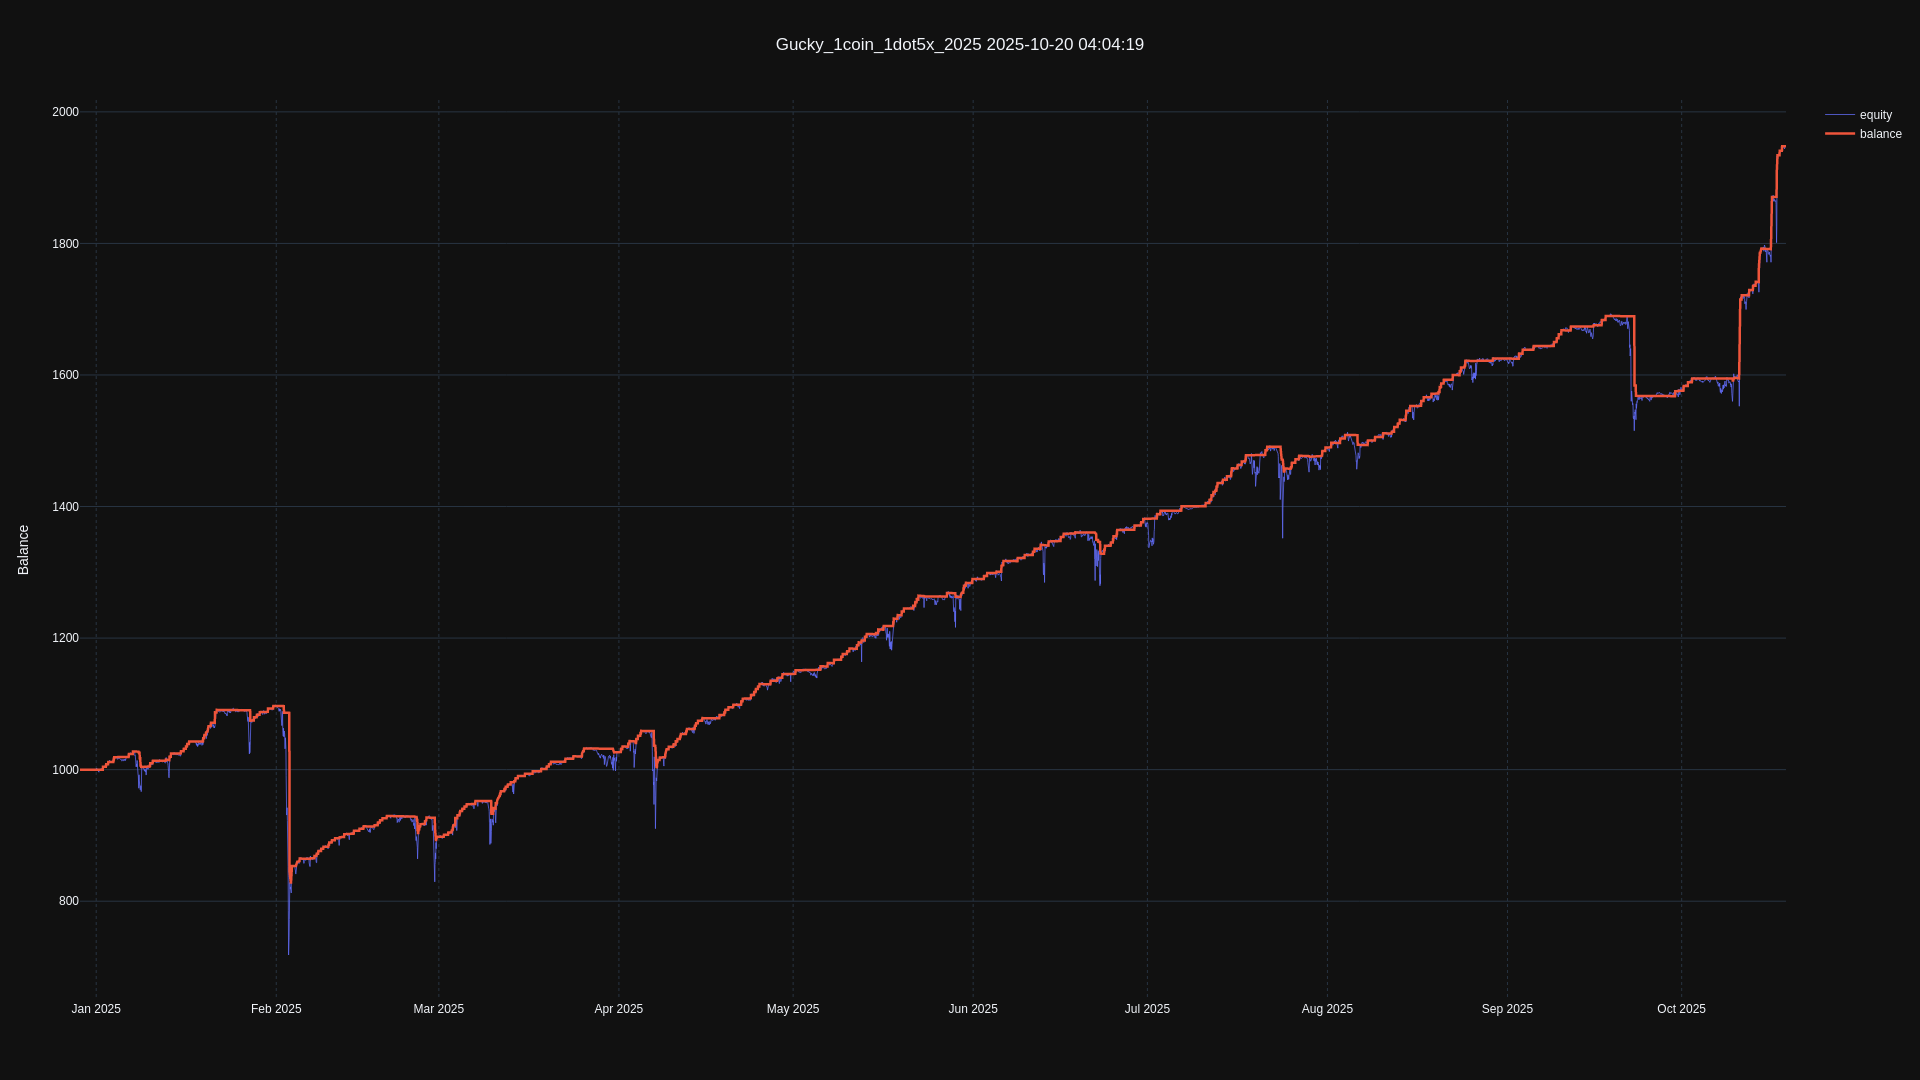 Gucky_1coin_1dot5x_2025 2025-10-20 04:04:19
2000
1800
1600
1400
1200
1000
800
Balance
equity
balance
Jan 2025
Feb 2025
Mar 2025
Apr 2025
May 2025
Jun 2025
Jul 2025
Aug 2025
Sep 2025
Oct 2025